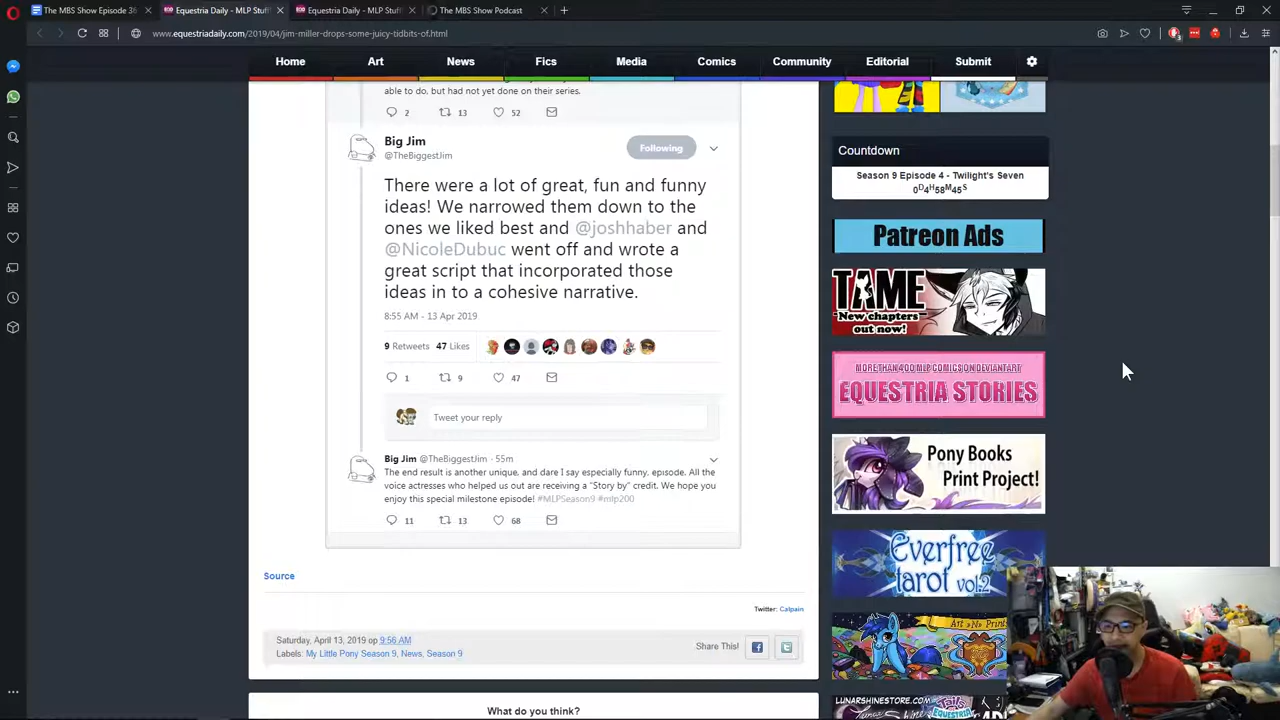 The MBS Show Episode 36
Equestria Daily - MLP Stuff
Equestria Daily - MLP Stuff
The MBS Show Podcast
www.equestriadaily.com/2019/04/jim-miller-drops-some-juicy-tidbits-of.html
Home Art News Fics Media Comics Community Editorial Submit
able to do, but had not yet done on their series.
2 13 52
Big Jim
@TheBiggestJim
Following
There were a lot of great, fun and funny
ideas! We narrowed them down to the
ones we liked best and @joshhaber and
@NicoleDubuc went off and wrote a
great script that incorporated those
ideas in to a cohesive narrative.
8:55 AM - 13 Apr 2019
9 Retweets 47 Likes
1 9 47
Tweet your reply
Big Jim @TheBiggestJim · 55m
The end result is another unique, and dare I say especially funny, episode. All the
voice actresses who helped us out are receiving a "Story by" credit. We hope you
enjoy this special milestone episode! #MLPSeason9 #mlp200
11 13 68
Source
Twitter: Calpain
Saturday, April 13, 2019 op 9:56 AM
Labels: My Little Pony Season 9, News, Season 9
Share This!
What do you think?
Countdown
Season 9 Episode 4 - Twilight's Seven
0D4H58M45S
Patreon Ads
TAME
New chapters
out now!
MORE THAN 400 MLP COMICS ON DEVIANTART
EQUESTRIA STORIES
Pony Books
Print Project!
Everfree
tarot vol.2
LUNARSHINESTORE.COM